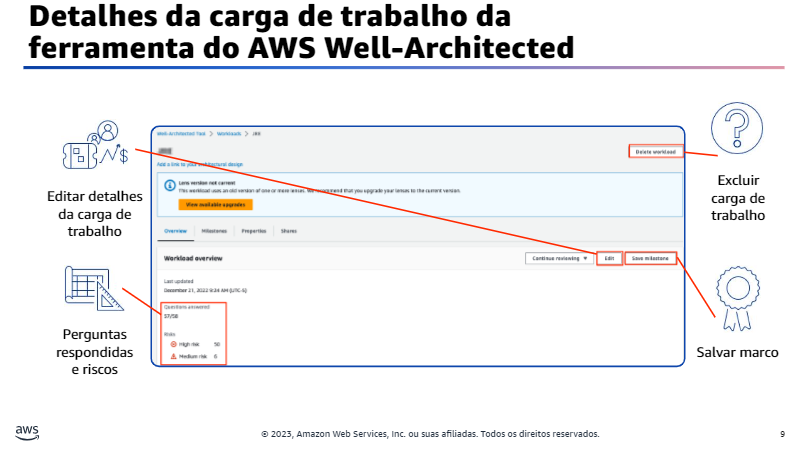 Detalhes da carga de trabalho da
ferramenta do AWS Well-Architected
Editar detalhes
da carga de
trabalho
Perguntas
respondidas
e riscos
Well-Architected Tool > Workloads >
Delete workload
Add a link to your architectural design
Lens version not current
This workload uses an old version of one or more lenses. We recommend that you upgrade your lenses to the current version.
View available upgrades
Overview Milestones Properties Shares
Workload overview
Continue reviewing ▼ Edit Save milestone
Last updated
December 21, 2022 9:24 AM (UTC-5)
Questions answered
57/58
Risks
High risk 50
Medium risk 6
Excluir
carga de
trabalho
Salvar marco
aws
© 2023, Amazon Web Services, Inc. ou suas afiliadas. Todos os direitos reservados.
9